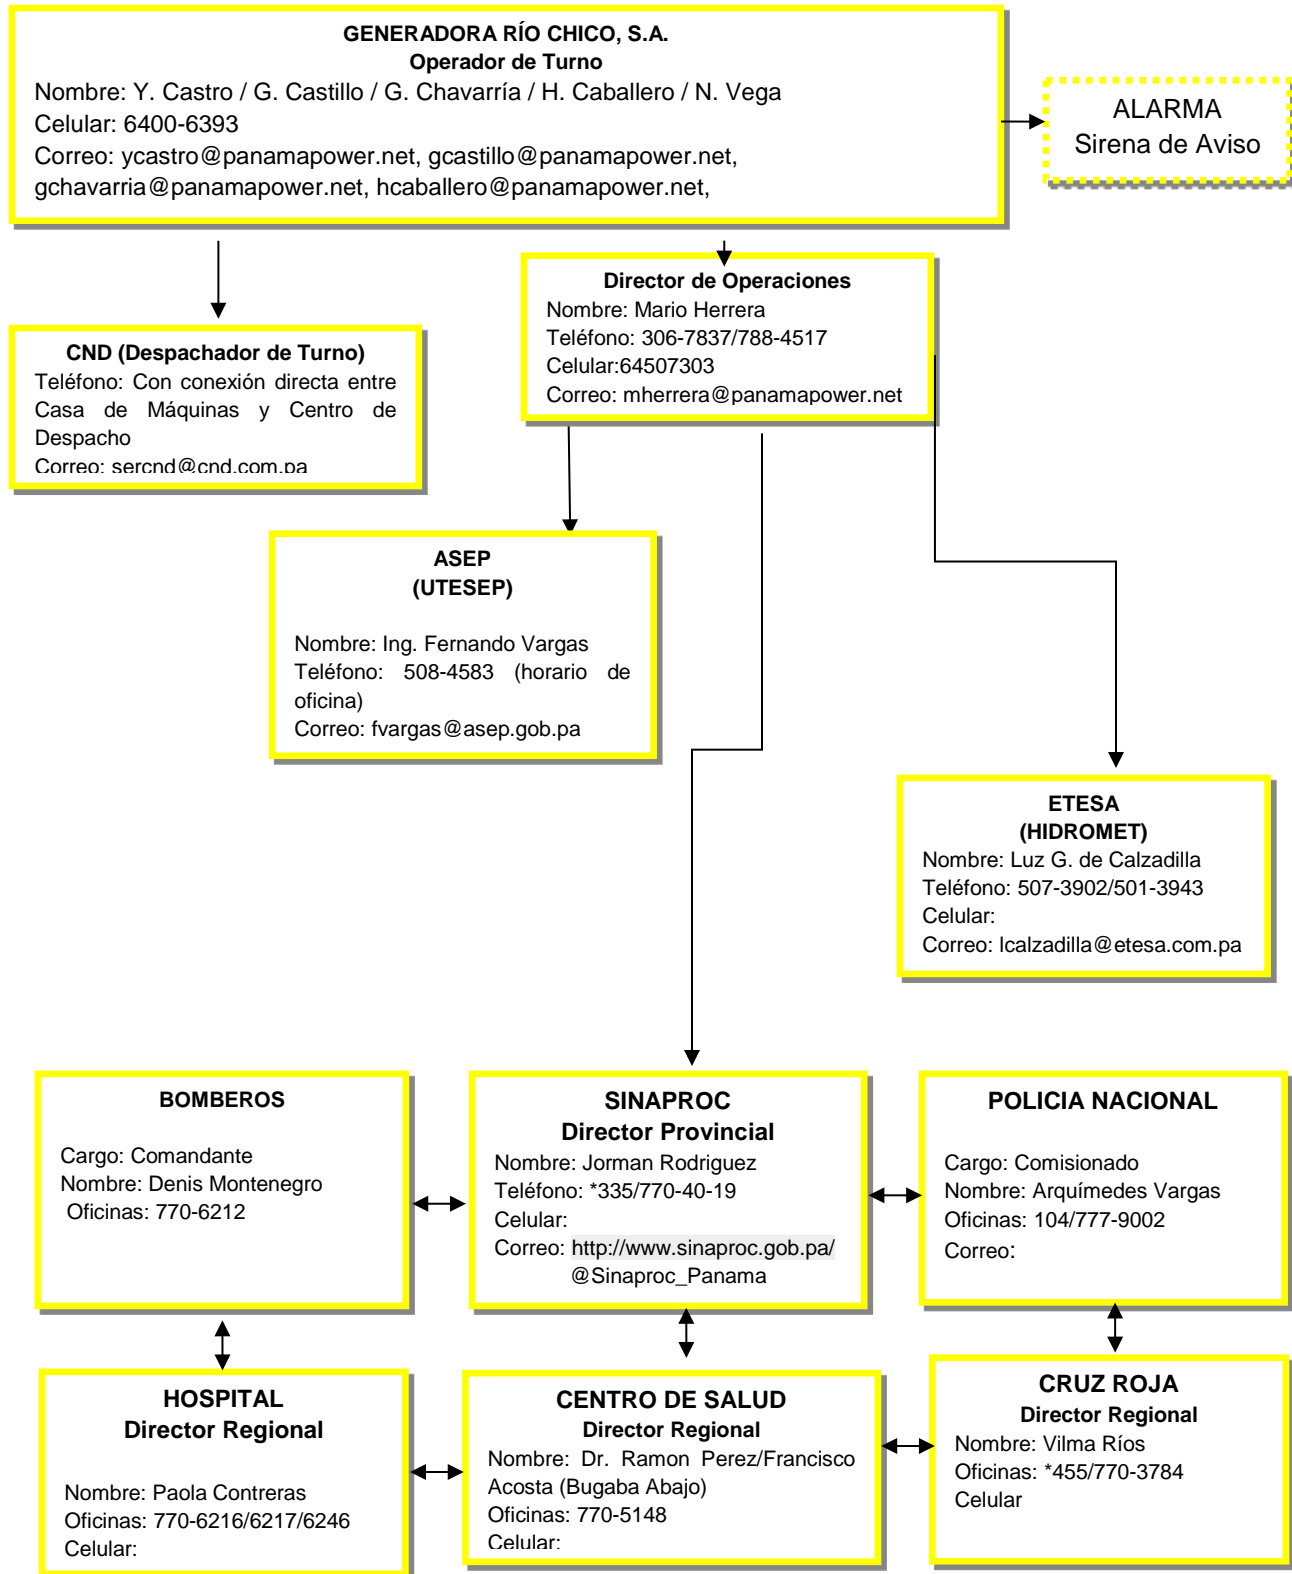 GENERADORA RÍO CHICO, S.A.
Operador de Turno
Nombre: Y. Castro / G. Castillo / G. Chavarría / H. Caballero / N. Vega
Celular: 6400-6393
Correo: ycastro@panamapower.net, gcastillo@panamapower.net,
gchavarria@panamapower.net, hcaballero@panamapower.net,
ALARMA
Sirena de Aviso
Director de Operaciones
Nombre: Mario Herrera
Teléfono: 306-7837/788-4517
Celular:64507303
Correo: mherrera@panamapower.net
CND (Despachador de Turno)
Teléfono: Con conexión directa entre
Casa de Máquinas y Centro de
Despacho
Correo: sercnd@cnd.com.pa
ASEP
(UTESEP)
Nombre: Ing. Fernando Vargas
Teléfono: 508-4583 (horario de
oficina)
Correo: fvargas@asep.gob.pa
ETESA
(HIDROMET)
Nombre: Luz G. de Calzadilla
Teléfono: 507-3902/501-3943
Celular:
Correo: lcalzadilla@etesa.com.pa
BOMBEROS
Cargo: Comandante
Nombre: Denis Montenegro
Oficinas: 770-6212
SINAPROC
Director Provincial
Nombre: Jorman Rodriguez
Teléfono: *335/770-40-19
Celular:
Correo: http://www.sinaproc.gob.pa/
@Sinaproc_Panama
POLICIA NACIONAL
Cargo: Comisionado
Nombre: Arquímedes Vargas
Oficinas: 104/777-9002
Correo:
HOSPITAL
Director Regional
Nombre: Paola Contreras
Oficinas: 770-6216/6217/6246
Celular:
CENTRO DE SALUD
Director Regional
Nombre: Dr. Ramon Perez/Francisco
Acosta (Bugaba Abajo)
Oficinas: 770-5148
Celular:
CRUZ ROJA
Director Regional
Nombre: Vilma Ríos
Oficinas: *455/770-3784
Celular